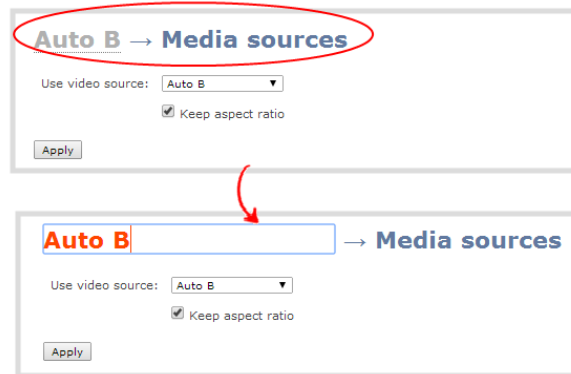 Auto B → Media sources
Use video source: Auto B
Keep aspect ratio
Apply
Auto B → Media sources
Use video source: Auto B
Keep aspect ratio
Apply